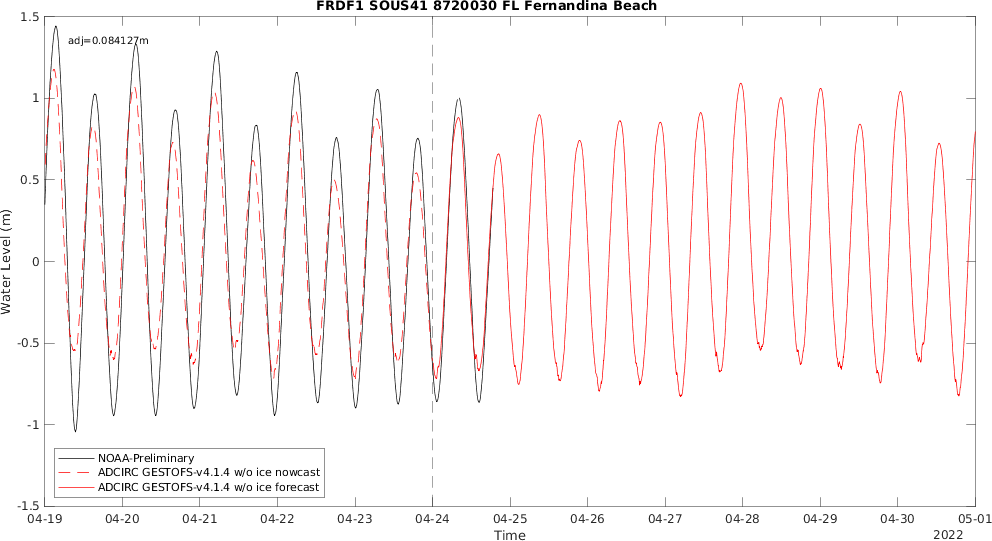 FRDF1 SOUS41 8720030 FL Fernandina Beach
adj=0.084127m
1.5
1
0.5
0
-0.5
-1
-1.5
Water Level (m)
NOAA-Preliminary
ADCIRC GESTOFS-v4.1.4 w/o ice nowcast
ADCIRC GESTOFS-v4.1.4 w/o ice forecast
04-19 04-20 04-21 04-22 04-23 04-24 04-25 04-26 04-27 04-28 04-29 04-30 05-01
Time
2022